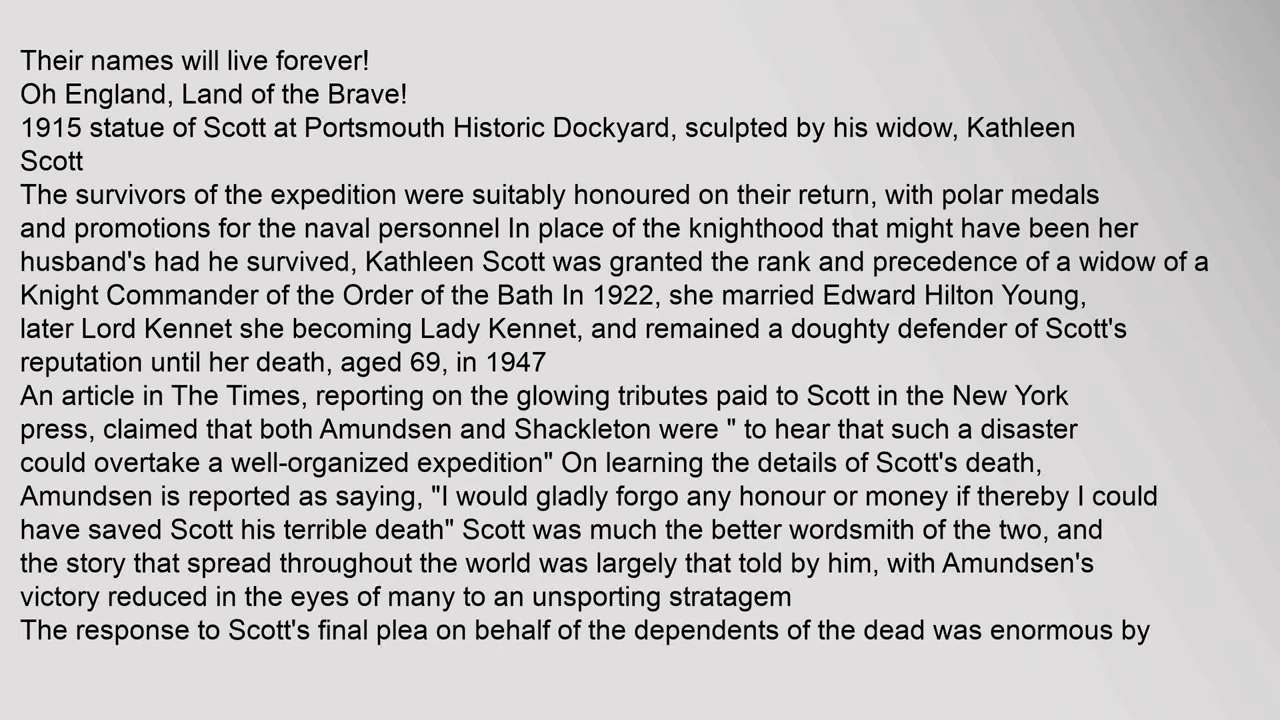 Their names will live forever!
Oh England, Land of the Brave!
1915 statue of Scott at Portsmouth Historic Dockyard, sculpted by his widow, Kathleen
Scott
The survivors of the expedition were suitably honoured on their return, with polar medals
and promotions for the naval personnel In place of the knighthood that might have been her
husband's had he survived, Kathleen Scott was granted the rank and precedence of a widow of a
Knight Commander of the Order of the Bath In 1922, she married Edward Hilton Young,
later Lord Kennet she becoming Lady Kennet, and remained a doughty defender of Scott's
reputation until her death, aged 69, in 1947
An article in The Times, reporting on the glowing tributes paid to Scott in the New York
press, claimed that both Amundsen and Shackleton were " to hear that such a disaster
could overtake a well-organized expedition" On learning the details of Scott's death,
Amundsen is reported as saying, "I would gladly forgo any honour or money if thereby I could
have saved Scott his terrible death" Scott was much the better wordsmith of the two, and
the story that spread throughout the world was largely that told by him, with Amundsen's
victory reduced in the eyes of many to an unsporting stratagem
The response to Scott's final plea on behalf of the dependents of the dead was enormous by